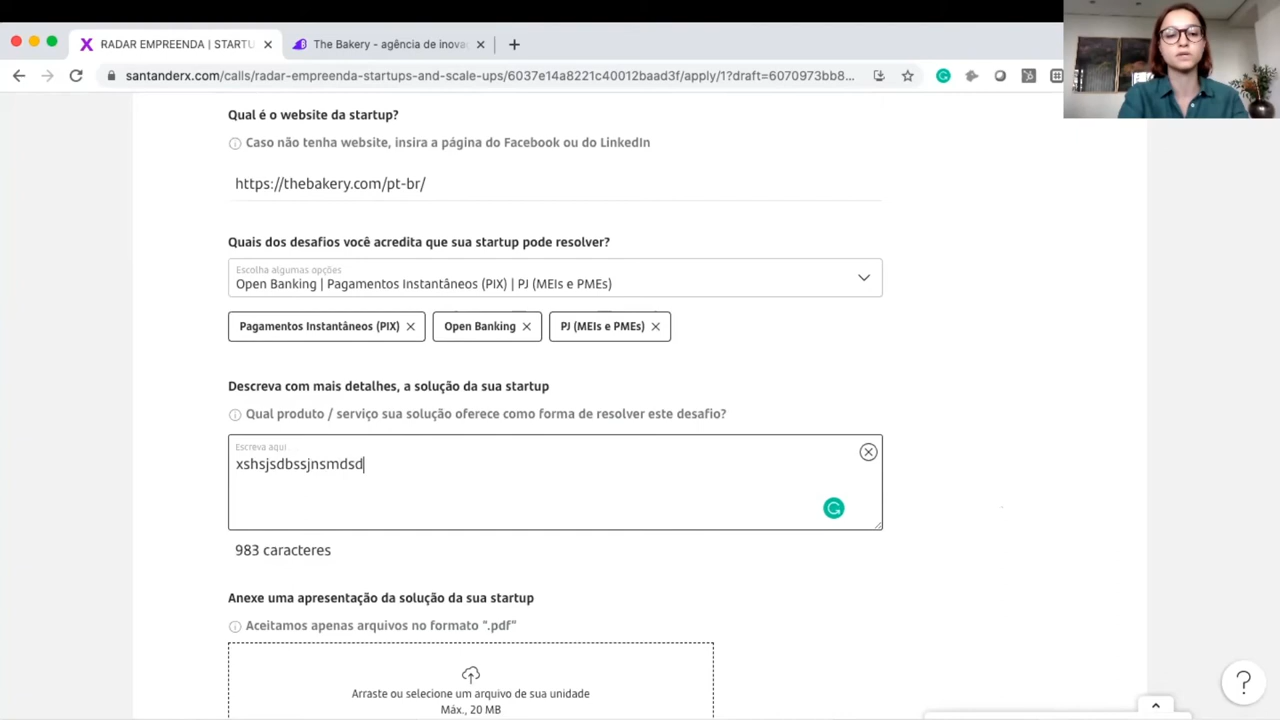 RADAR EMPREENDA | STARTU
The Bakery - agência de inova
santanderx.com/calls/radar-empreenda-startups-and-scale-ups/6037e14a8221c40012baad3f/apply/1?draft=6070973bb8...
Qual é o website da startup?
Caso não tenha website, insira a página do Facebook ou do LinkedIn
https://thebakery.com/pt-br/
Quais dos desafios você acredita que sua startup pode resolver?
Escolha algumas opções
Open Banking | Pagamentos Instantâneos (PIX) | PJ (MEIs e PMEs)
Pagamentos Instantâneos (PIX) Open Banking PJ (MEIs e PMEs)
Descreva com mais detalhes, a solução da sua startup
Qual produto / serviço sua solução oferece como forma de resolver este desafio?
Escreva aqui
xshsjsdbssjnsmdsd
983 caracteres
Anexe uma apresentação da solução da sua startup
Aceitamos apenas arquivos no formato ".pdf"
Arraste ou selecione um arquivo de sua unidade
Máx., 20 MB